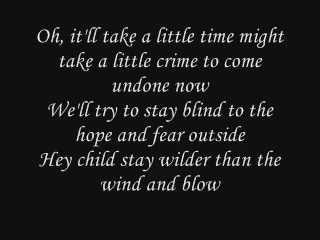 Oh, it'll take a little time might
take a little crime to come
undone now
We'll try to stay blind to the
hope and fear outside
Hey child stay wilder than the
wind and blow